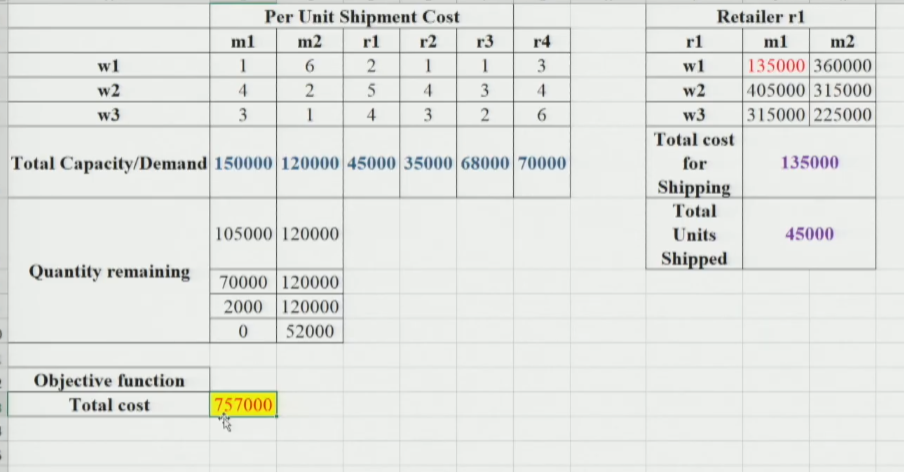 Per Unit Shipment Cost
m1 m2 r1 r2 r3 r4
w1 1 6 2 1 1 3
w2 4 2 5 4 3 4
w3 3 1 4 3 2 6
Total Capacity/Demand 150000 120000 45000 35000 68000 70000
Quantity remaining
105000 120000
70000 120000
2000 120000
0 52000
Objective function
Total cost 757000
Retailer r1
r1 m1 m2
w1 135000 360000
w2 405000 315000
w3 315000 225000
Total cost
for
Shipping
135000
Total
Units
Shipped
45000